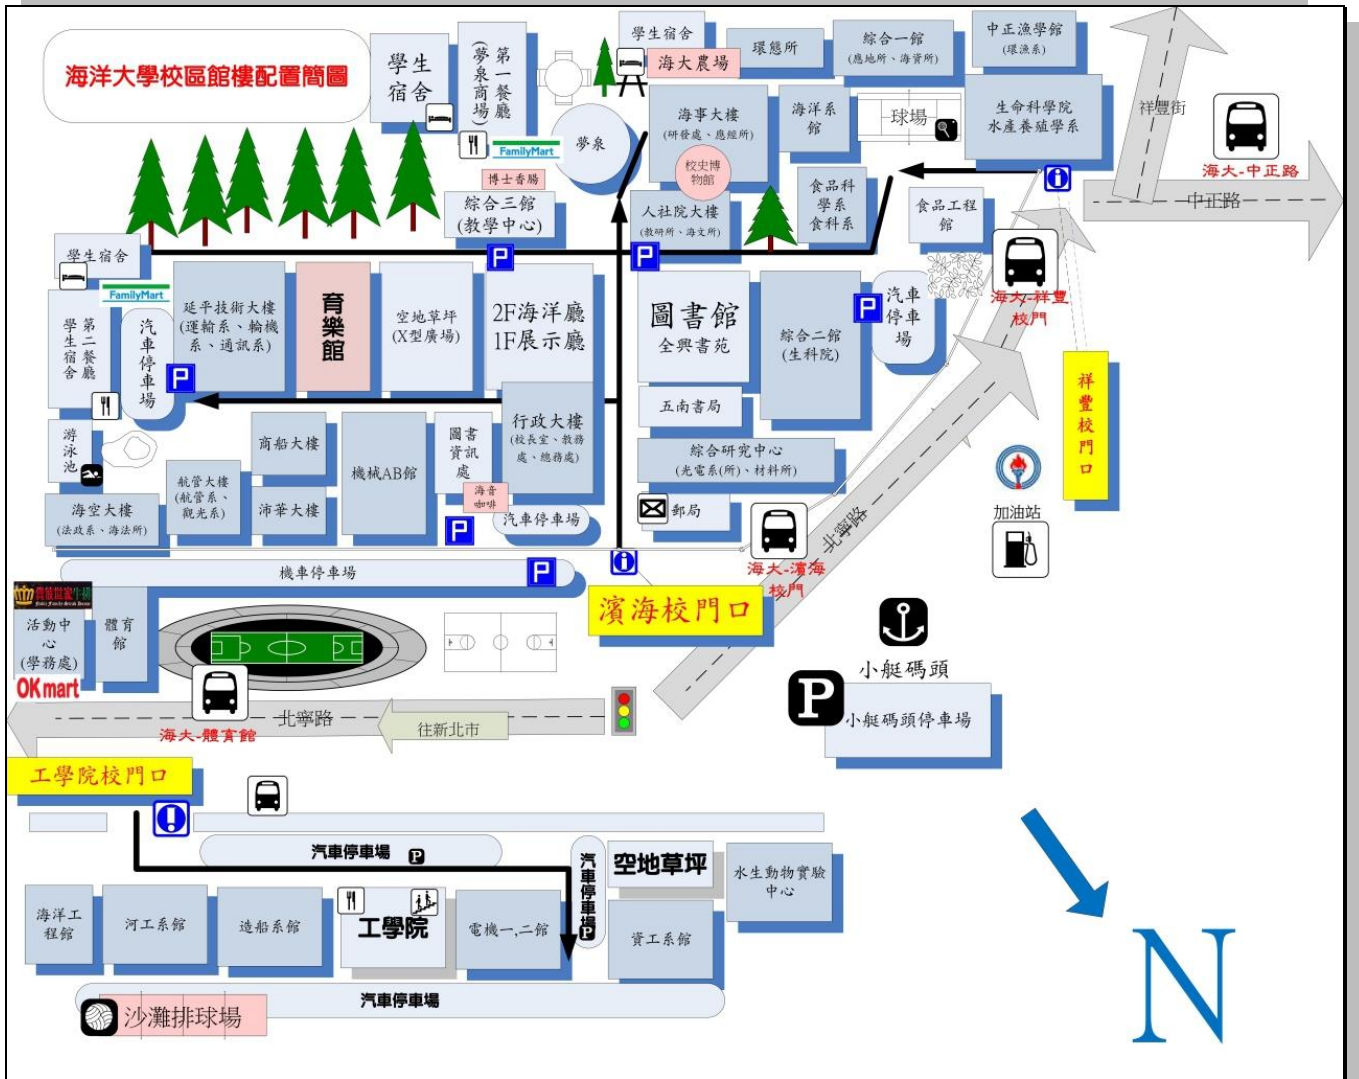 海洋大學校區館樓配置簡圖
學生
宿舍
第一餐廳
(夢泉商場)
FamilyMart
學生宿舍
海大農場
環態所
綜合一館
(應地所、海資所)
中正漁學館
(環漁系)
夢泉
海事大樓
(研發處、應經所)
校史博
物館
海洋系
館
球場
生命科學院
水產養殖學系
祥豐街
海大-中正路
中正路
博士香腸
綜合三館
(教學中心)
人社院大樓
(教研所、海文所)
食品科
學系
食科系
食品工程
館
學生宿舍
FamilyMart
第二餐廳
學生宿舍
汽車停車場
延平技術大樓
(運輸系、輪機
系、通訊系)
育樂館
空地草坪
(X型廣場)
2F海洋廳
1F展示廳
圖書館
全興書苑
綜合二館
(生科院)
汽車
停車
場
海大-祥豐
校門
祥豐校門口
五南書局
行政大樓
(校長室、教務
處、總務處)
游泳池
商船大樓
機械AB館
圖書
資訊
處
海音
咖啡
綜合研究中心
(光電系(所)、材料所)
航管大樓
(航管系、
觀光系)
沛華大樓
海空大樓
(法政系、海法所)
汽車停車場
郵局
海大-濱海
校門
北寧路
加油站
機車停車場
貴族世家牛排
Noble Family Steak House
活動中
心
(學務處)
OKmart
體育
館
濱海校門口
小艇碼頭
小艇碼頭停車場
北寧路
往新北市
海大-體育館
工學院校門口
汽車停車場
汽車停車場
空地草坪
水生動物實驗
中心
海洋工
程館
河工系館
造船系館
工學院
電機一,二館
資工系館
汽車停車場
沙灘排球場
N